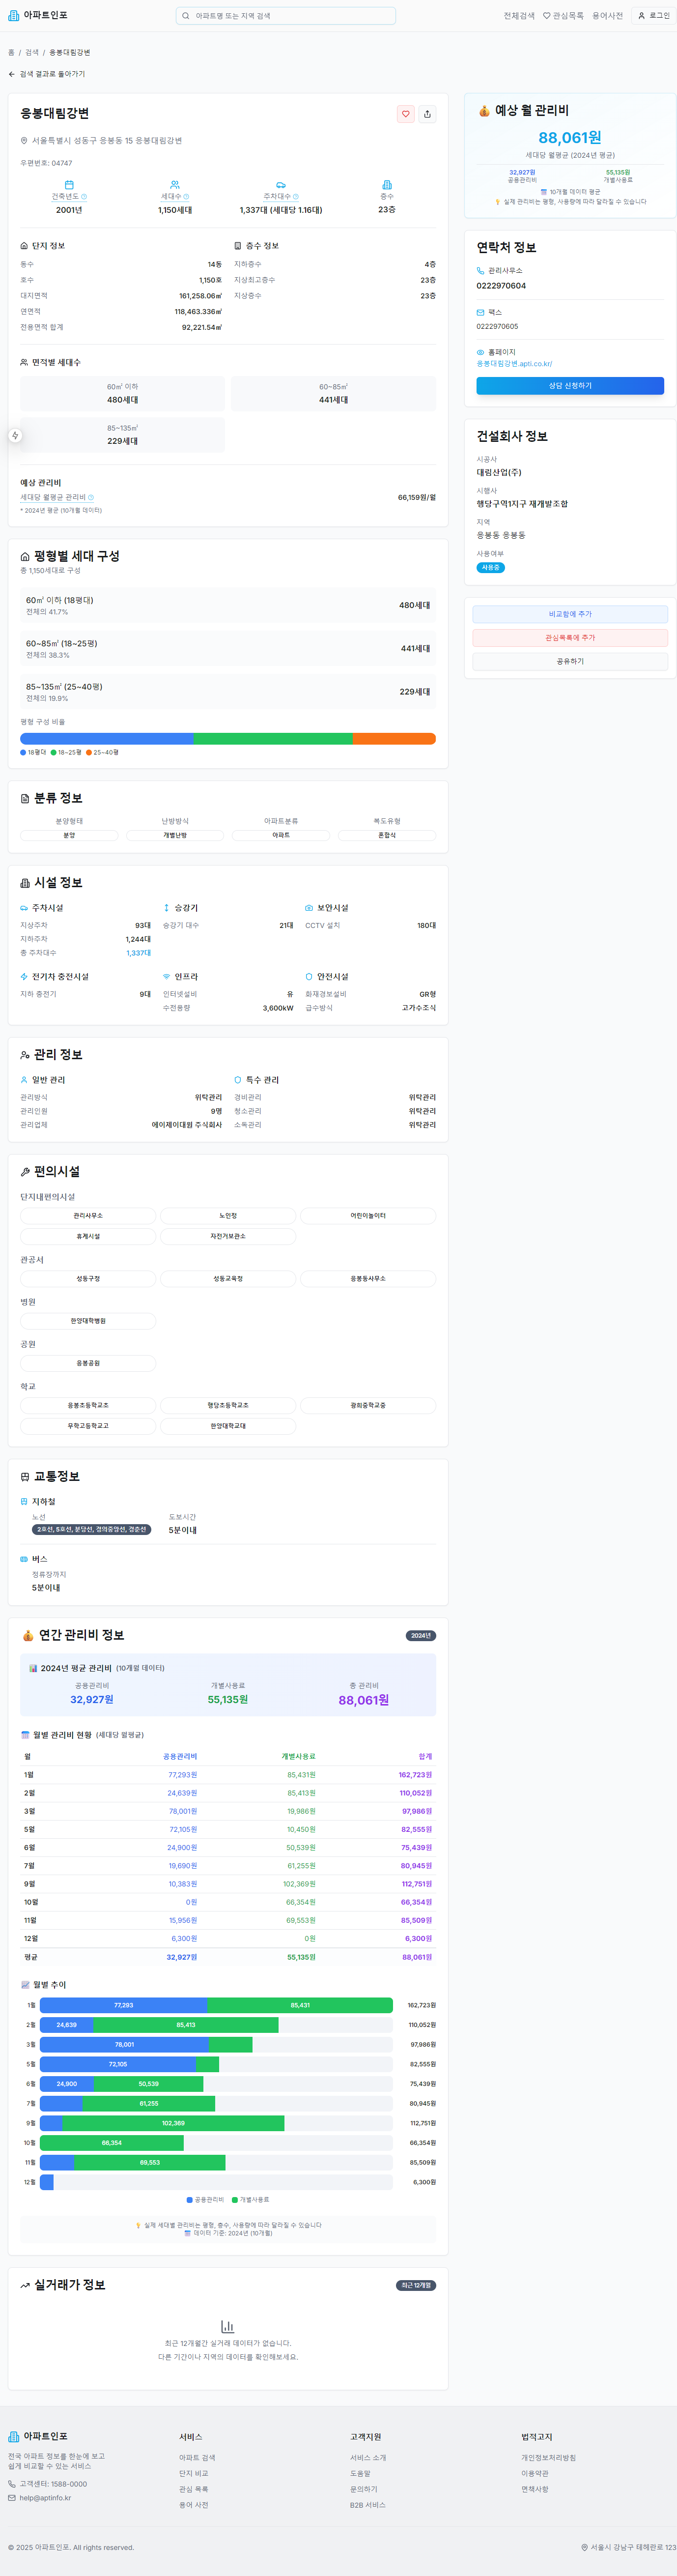 아파트인포
아파트명 또는 지역 검색
전체검색 관심목록 용어사전 로그인
홈 / 검색 / 응봉대림강변
검색 결과로 돌아가기
응봉대림강변
서울특별시 성동구 응봉동 15 응봉대림강변
우편번호: 04747
건축년도 세대수 주차대수 층수
2001년 1,150세대 1,337대 (세대당 1.16대) 23층
단지 정보
동수 14동
호수 1,150호
대지면적 161,258.06㎡
연면적 118,463.336㎡
전용면적 합계 92,221.54㎡
층수 정보
지하층수 4층
지상최고층수 23층
지상층수 23층
면적별 세대수
60㎡ 이하
480세대
60~85㎡
441세대
85~135㎡
229세대
예상 관리비
세대당 월평균 관리비 66,159원/월
* 2024년 평균 (10개월 데이터)
평형별 세대 구성
총 1,150세대로 구성
60㎡ 이하 (18평대)
전체의 41.7%
480세대
60~85㎡ (18~25평)
전체의 38.3%
441세대
85~135㎡ (25~40평)
전체의 19.9%
229세대
평형 구성 비율
18평대 18~25평 25~40평
분류 정보
분양형태 난방방식 아파트분류 복도유형
분양 개별난방 아파트 혼합식
시설 정보
주차시설
지상주차 93대
지하주차 1,244대
총 주차대수 1,337대
승강기
승강기 대수 21대
보안시설
CCTV 설치 180대
전기차 충전시설
지하 충전기 9대
인프라
인터넷설비 유
수전용량 3,600kW
안전시설
화재경보설비 GR형
급수방식 고가수조식
관리 정보
일반 관리
관리방식 위탁관리
관리인원 9명
관리업체 에이제이대원 주식회사
특수 관리
경비관리 위탁관리
청소관리 위탁관리
소독관리 위탁관리
편의시설
단지내편의시설
관리사무소 노인정 어린이놀이터
휴게시설 자전거보관소
관공서
성동구청 성동교육청 응봉동사무소
병원
한양대학병원
공원
응봉공원
학교
응봉초등학교초 행당초등학교초 광희중학교중
무학고등학교고 한양대학교대
교통정보
지하철
노선 도보시간
2호선, 5호선, 분당선, 경의중앙선, 경춘선 5분이내
버스
정류장까지
5분이내
연간 관리비 정보 2024년
2024년 평균 관리비 (10개월 데이터)
공용관리비 개별사용료 총 관리비
32,927원 55,135원 88,061원
월별 관리비 현황 (세대당 월평균)
월 공용관리비 개별사용료 합계
1월 77,293원 85,431원 162,723원
2월 24,639원 85,413원 110,052원
3월 78,001원 19,986원 97,986원
5월 72,105원 10,450원 82,555원
6월 24,900원 50,539원 75,439원
7월 19,690원 61,255원 80,945원
9월 10,383원 102,369원 112,751원
10월 0원 66,354원 66,354원
11월 15,956원 69,553원 85,509원
12월 6,300원 0원 6,300원
평균 32,927원 55,135원 88,061원
월별 추이
1월 77,293 85,431 162,723원
2월 24,639 85,413 110,052원
3월 78,001 97,986원
5월 72,105 82,555원
6월 24,900 50,539 75,439원
7월 61,255 80,945원
9월 102,369 112,751원
10월 66,354 66,354원
11월 69,553 85,509원
12월 6,300원
공용관리비 개별사용료
실제 세대별 관리비는 평형, 층수, 사용량에 따라 달라질 수 있습니다
데이터 기준: 2024년 (10개월)
실거래가 정보 최근 12개월
최근 12개월간 실거래 데이터가 없습니다.
다른 기간이나 지역의 데이터를 확인해보세요.
예상 월 관리비
88,061원
세대당 월평균 (2024년 평균)
32,927원 55,135원
공용관리비 개별사용료
10개월 데이터 평균
실제 관리비는 평형, 사용량에 따라 달라질 수 있습니다
연락처 정보
관리사무소
0222970604
팩스
0222970605
홈페이지
응봉대림강변.apti.co.kr/
상담 신청하기
건설회사 정보
시공사
대림산업(주)
시행사
행당구역1지구 재개발조합
지역
응봉동 응봉동
사용여부
사용중
비교함에 추가
관심목록에 추가
공유하기
아파트인포
전국 아파트 정보를 한눈에 보고
쉽게 비교할 수 있는 서비스
고객센터: 1588-0000
help@aptinfo.kr
서비스
아파트 검색
단지 비교
관심 목록
용어 사전
고객지원
서비스 소개
도움말
문의하기
B2B 서비스
법적고지
개인정보처리방침
이용약관
면책사항
© 2025 아파트인포. All rights reserved.
서울시 강남구 테헤란로 123